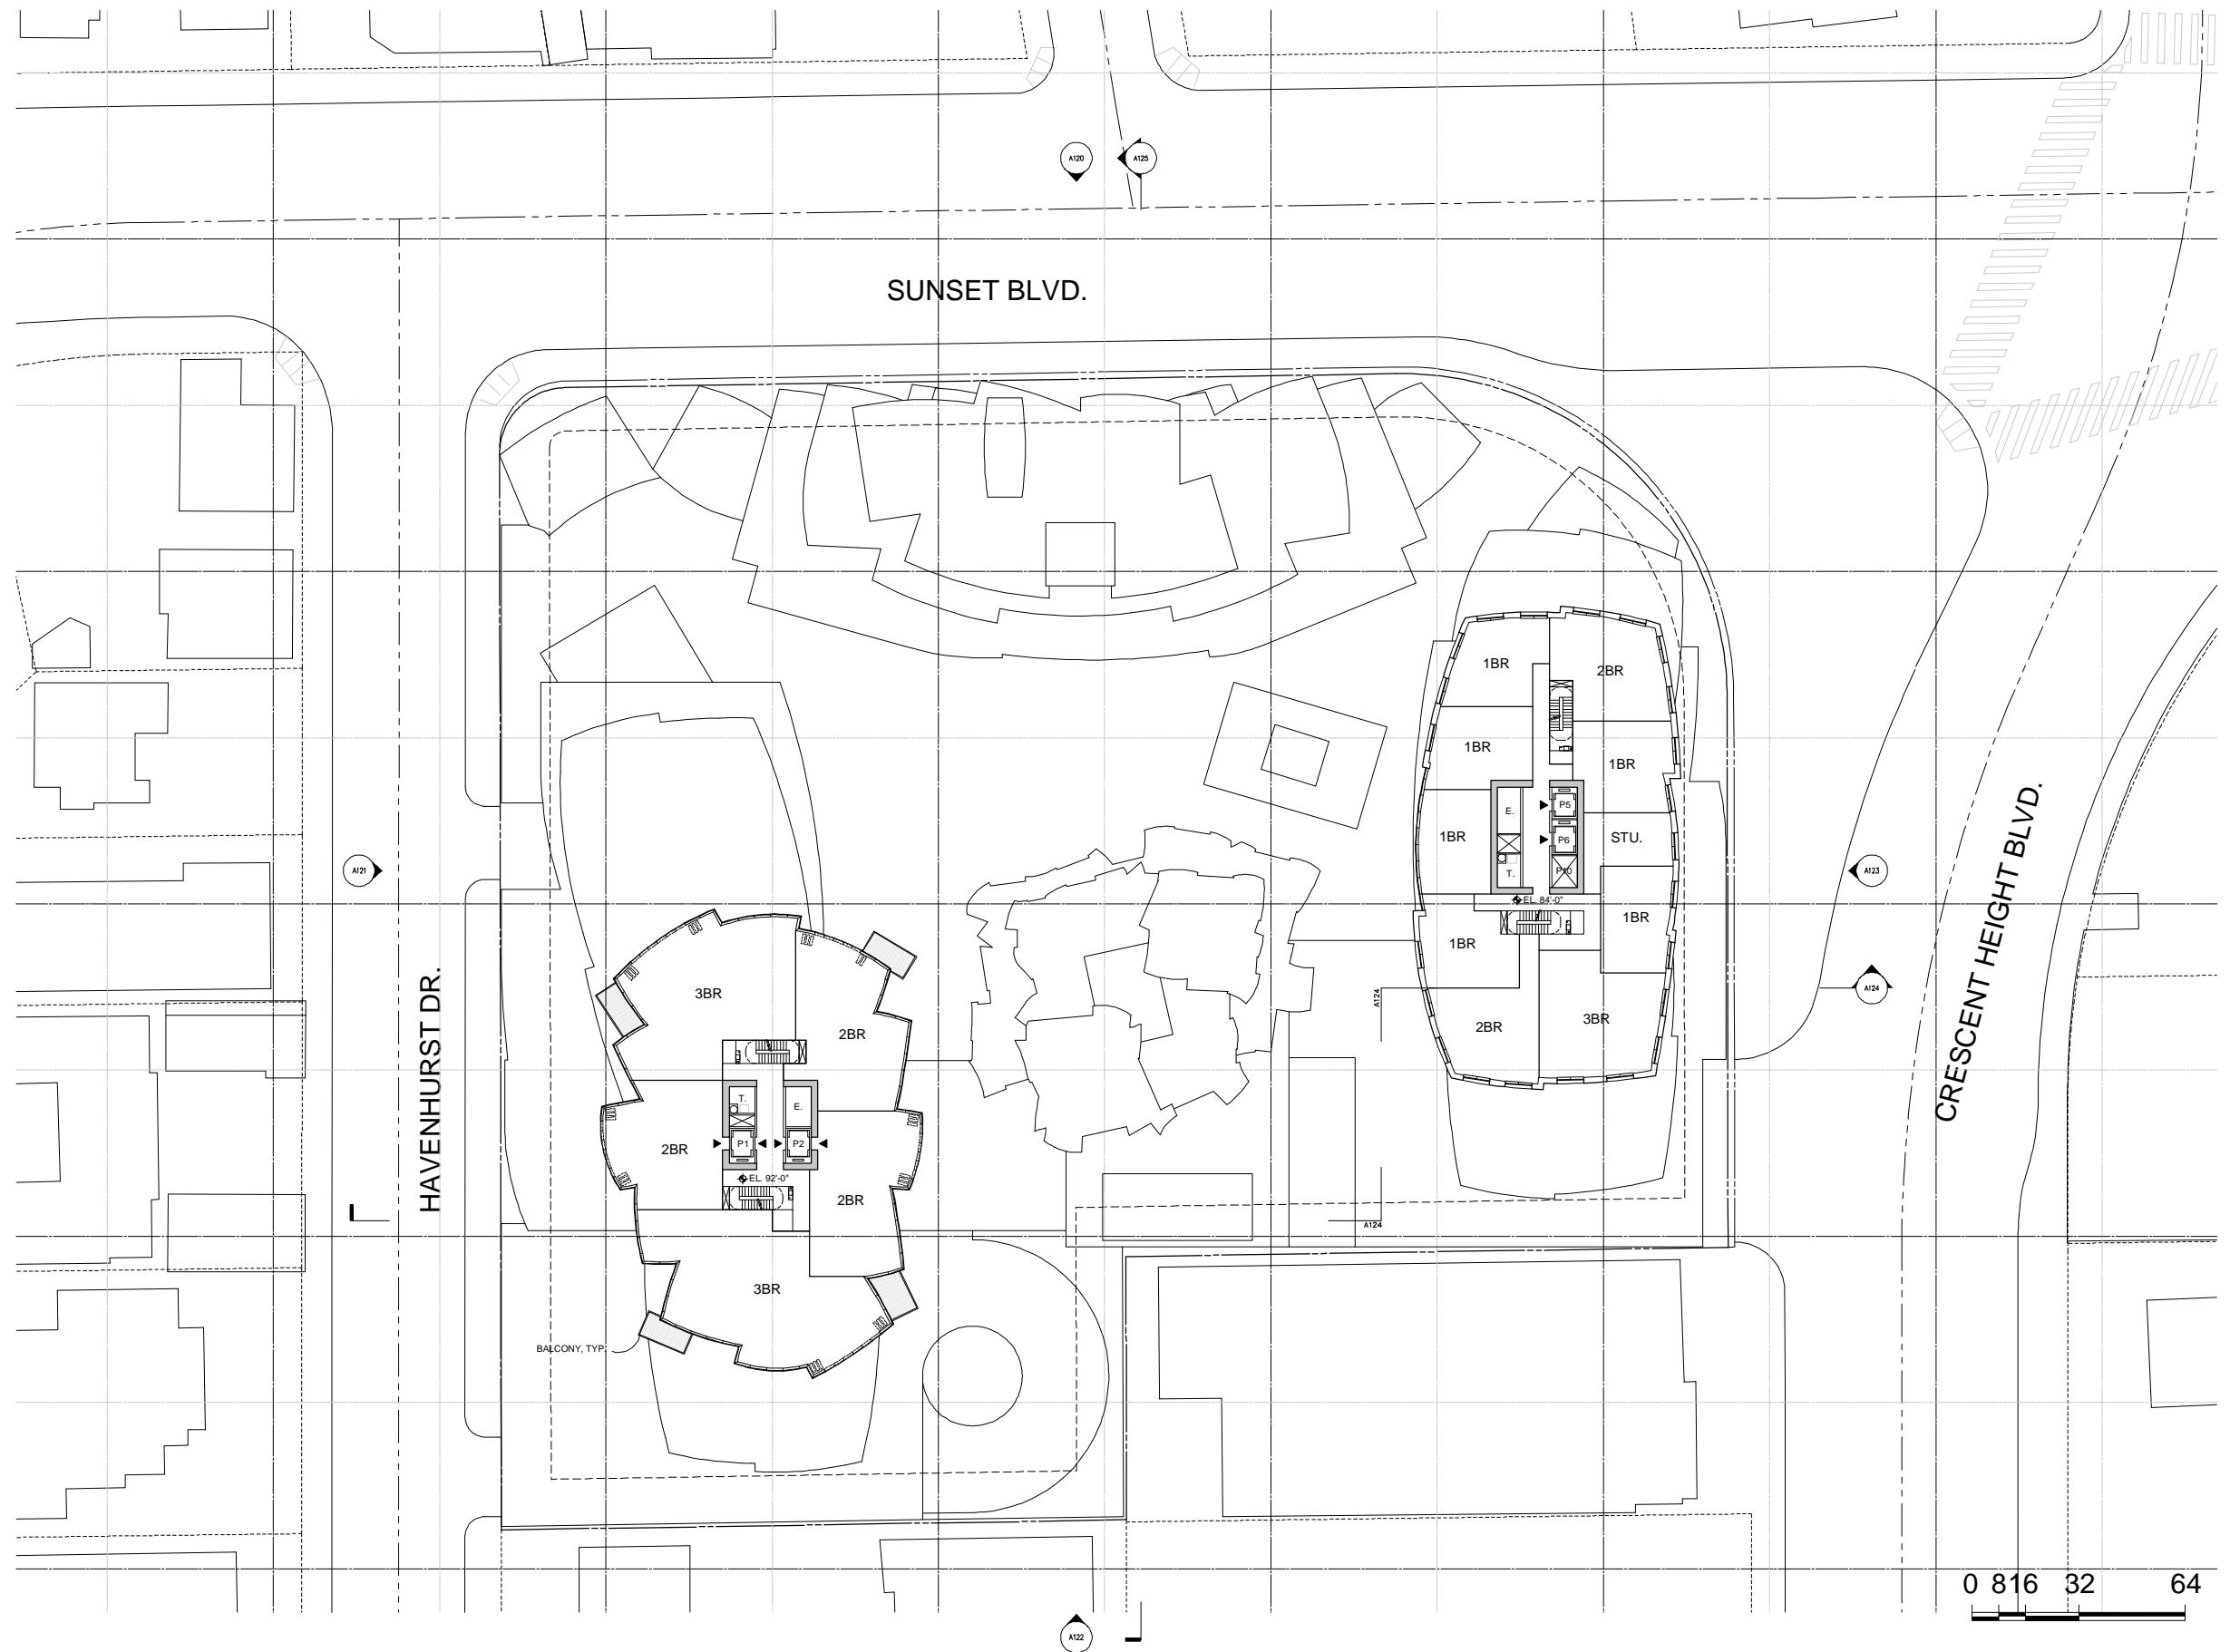 A120
A125
SUNSET BLVD.
1BR
2BR
1BR
1BR
P5
E.
1BR
STU.
P6
P10
T.
A121
A123
EL. 84'-0"
1BR
1BR
3BR
2BR
A124
A124
2BR
3BR
HAVENHURST DR.
CRESCENT HEIGHT BLVD.
T.
E.
2BR
P1
P2
EL. 92'-0"
2BR
A124
3BR
BALCONY, TYP.
0 8 16 32 64
A122